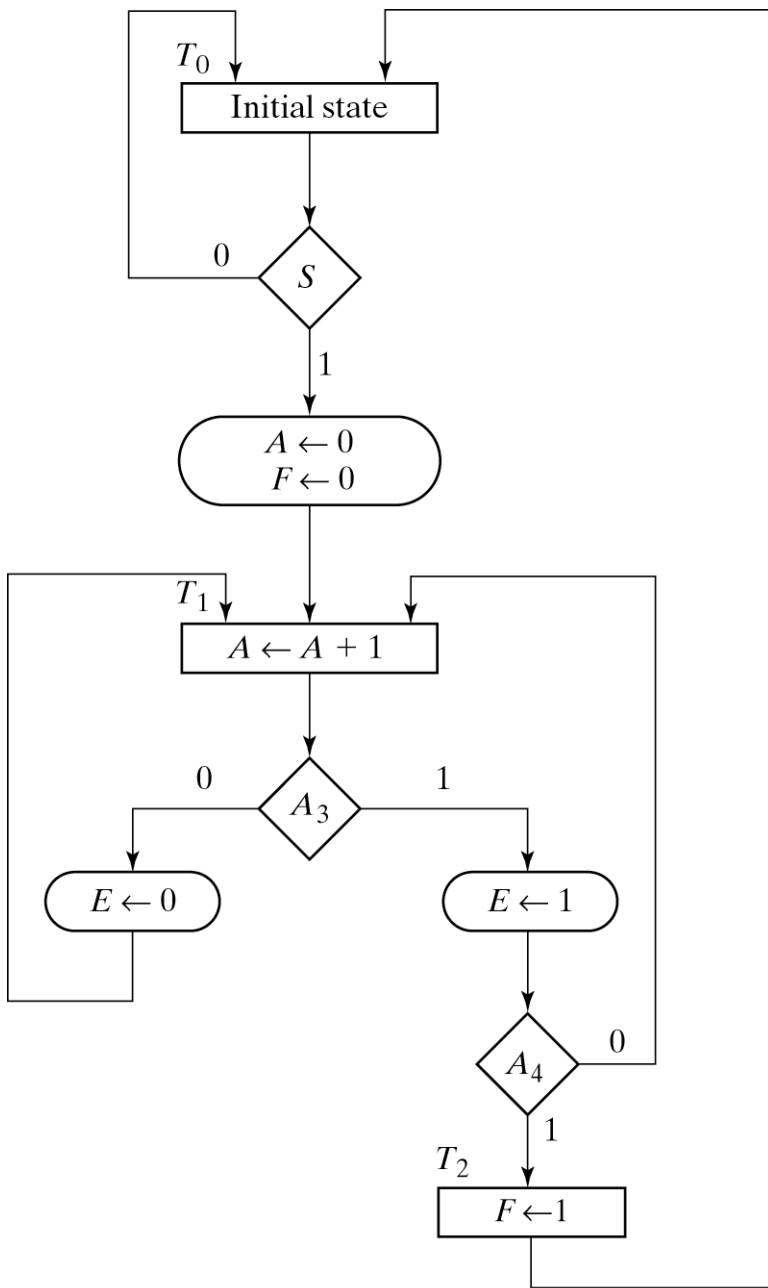 T₀
Initial state
0
S
1
A ← 0
F ← 0
T₁
A ← A + 1
0
A₃
1
E ← 0
E ← 1
A₄
0
1
T₂
F ←1